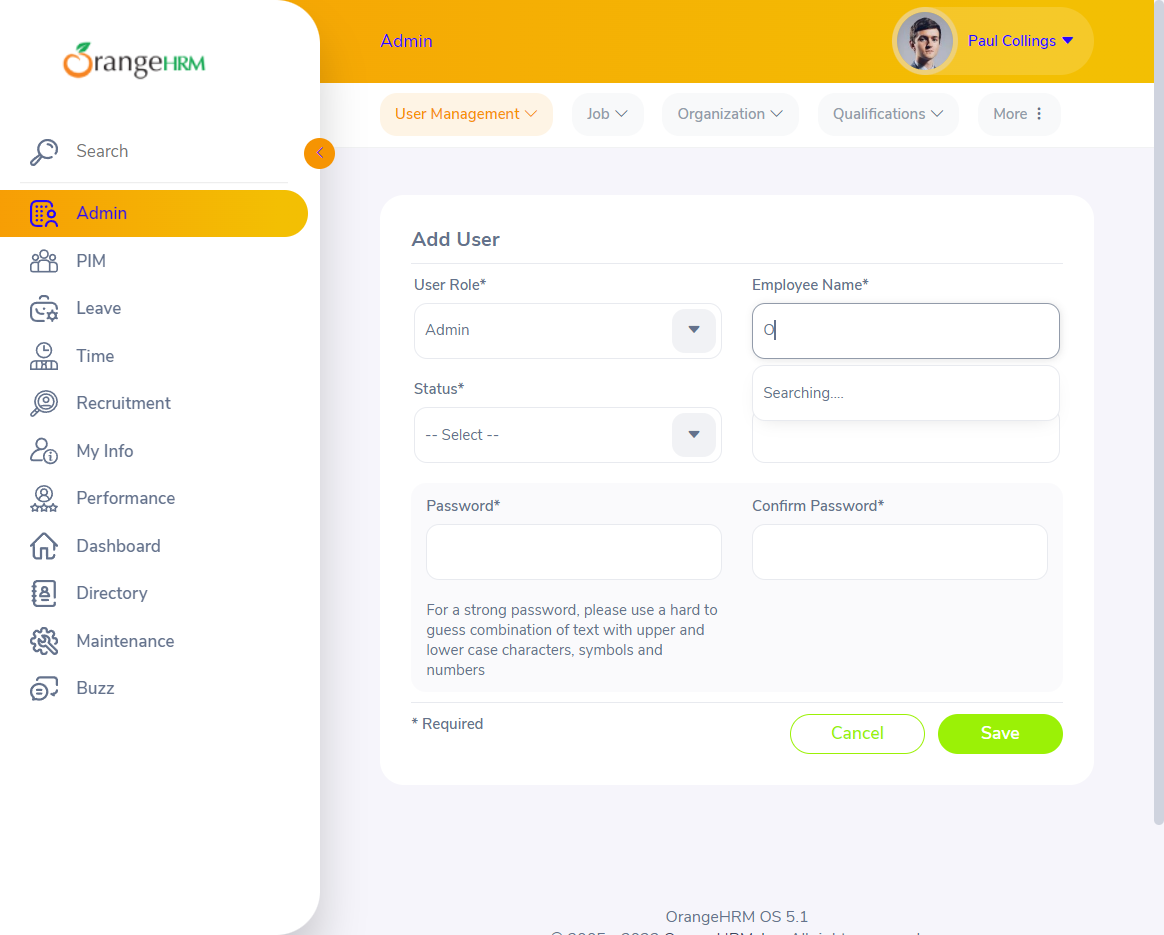 OrangeHRM
Search
Admin
PIM
Leave
Time
Recruitment
My Info
Performance
Dashboard
Directory
Maintenance
Buzz
Admin
Paul Collings
User Management
Job
Organization
Qualifications
More
Add User
User Role*
Employee Name*
Admin
O
Status*
Searching....
-- Select --
Password*
Confirm Password*
For a strong password, please use a hard to
guess combination of text with upper and
lower case characters, symbols and
numbers
* Required
Cancel
Save
OrangeHRM OS 5.1